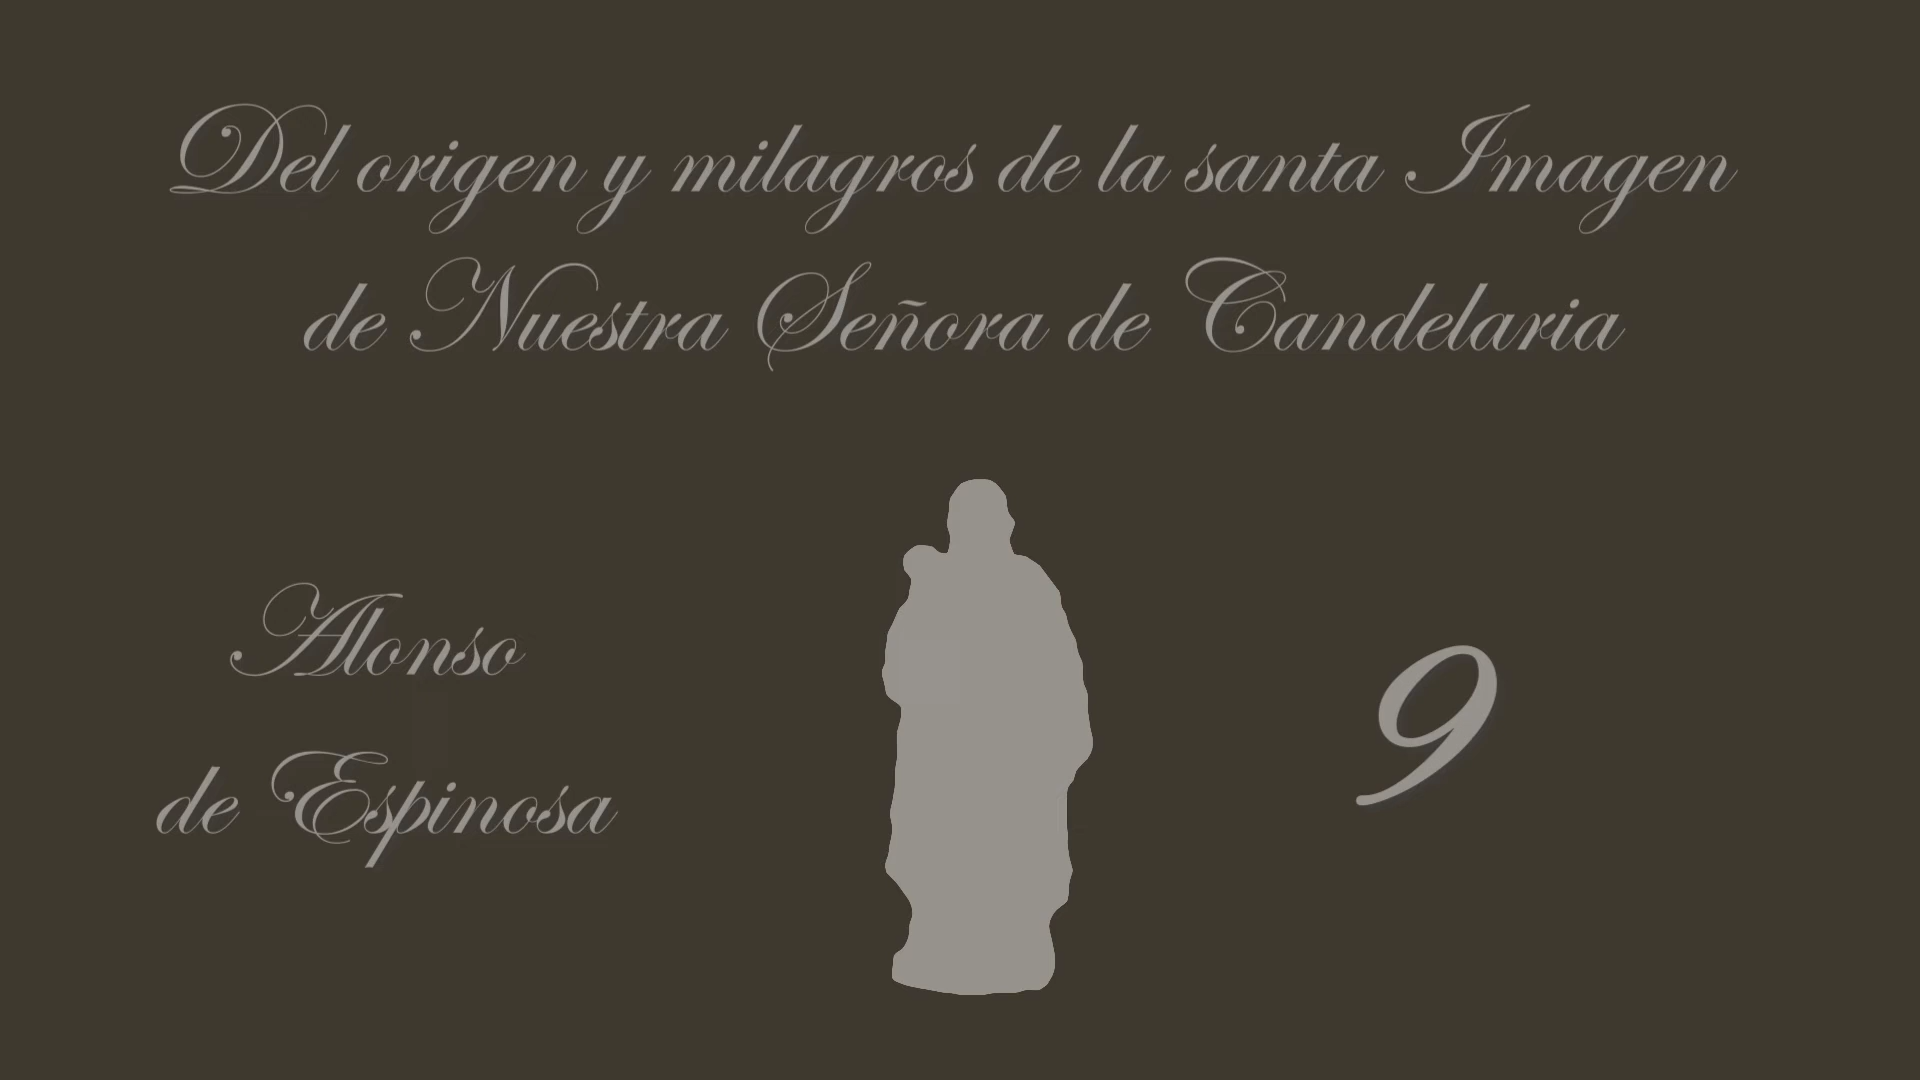 Del origen y milagros de la santa Imagen
de Nuestra Señora de Candelaria
Alonso
de Espinosa
9